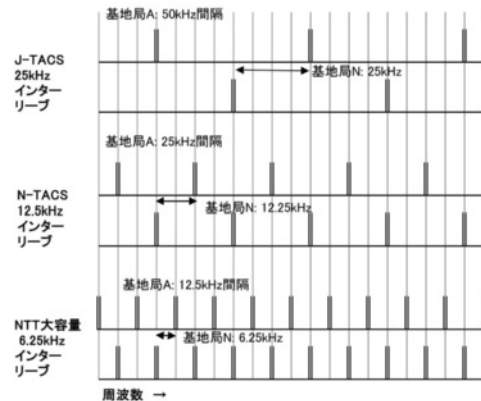 基地局A: 50kHz間隔
J-TACS
25kHz
インター
リーブ
基地局N: 25kHz
基地局A: 25kHz間隔
N-TACS
12.5kHz
インター
リーブ
基地局N: 12.25kHz
基地局A: 12.5kHz間隔
NTT大容量
6.25kHz
インター
リーブ
基地局N: 6.25kHz
周波数 →